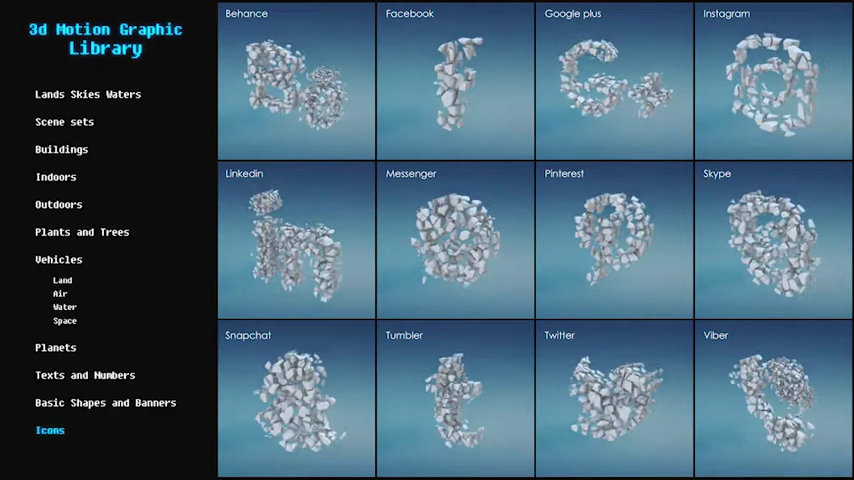 3d Motion Graphic
Library
Lands Skies Waters
Scene sets
Buildings
Indoors
Outdoors
Plants and Trees
Vehicles
Land
Air
Water
Space
Planets
Texts and Numbers
Basic Shapes and Banners
Icons
Behance
Facebook
Google plus
Instagram
Linkedin
Messenger
Pinterest
Skype
Snapchat
Tumbler
Twitter
Viber